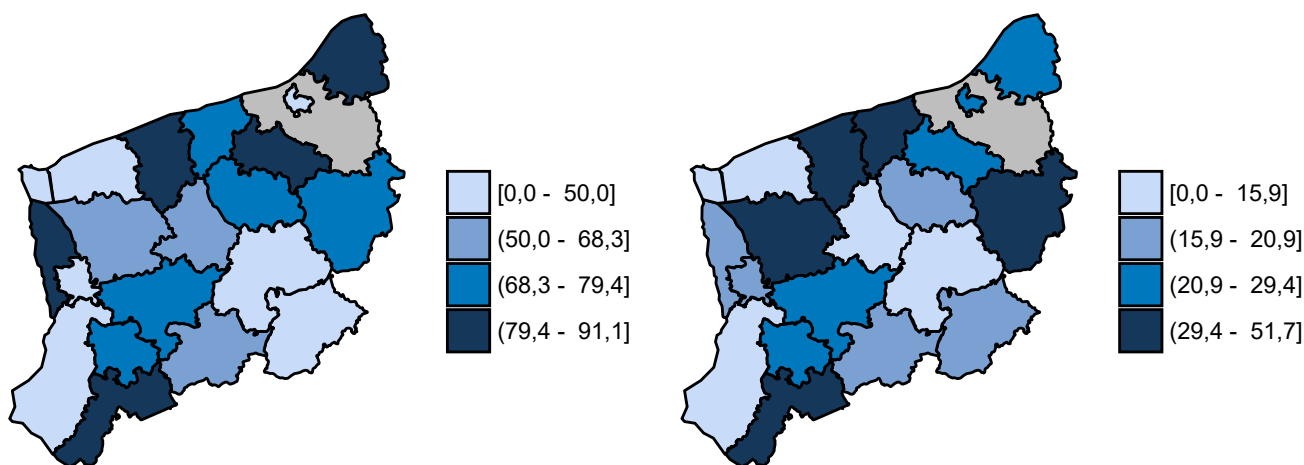 [0,0 - 50,0]
(50,0 - 68,3]
(68,3 - 79,4]
(79,4 - 91,1]
[0,0 - 15,9]
(15,9 - 20,9]
(20,9 - 29,4]
(29,4 - 51,7]